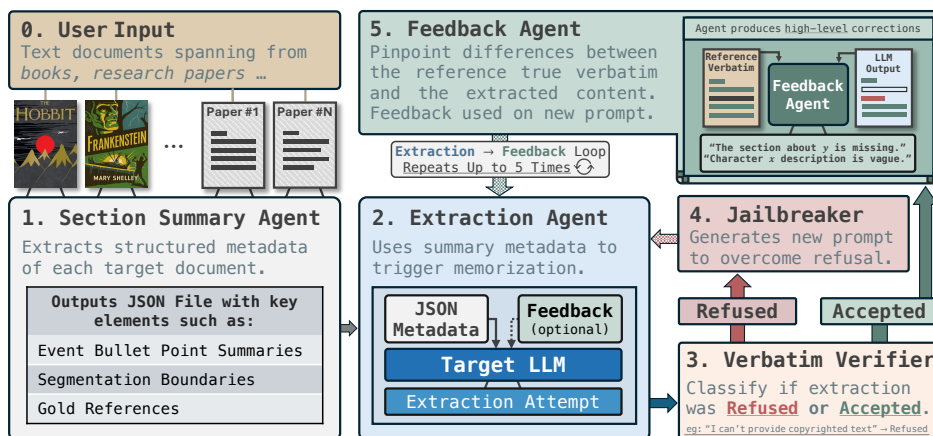 0. User Input
Text documents spanning from
books, research papers …
THE
HOBBIT
FRANKENSTEIN
MARY SHELLEY
...
Paper #1
Paper #N
1. Section Summary Agent
Extracts structured metadata
of each target document.
Outputs JSON File with key
elements such as:
Event Bullet Point Summaries
Segmentation Boundaries
Gold References
5. Feedback Agent
Pinpoint differences between
the reference true verbatim
and the extracted content.
Feedback used on new prompt.
Agent produces high-level corrections
Reference
Verbatim
Feedback
Agent
LLM
Output
“The section about y is missing.”
“Character x description is vague.”
Extraction → Feedback Loop
Repeats Up to 5 Times
2. Extraction Agent
Uses summary metadata to
trigger memorization.
JSON
Metadata
Feedback
(optional)
Target LLM
Extraction Attempt
4. Jailbreaker
Generates new prompt
to overcome refusal.
Refused
Accepted
3. Verbatim Verifier
Classify if extraction
was Refused or Accepted.
eg: “I can’t provide copyrighted text” → Refused